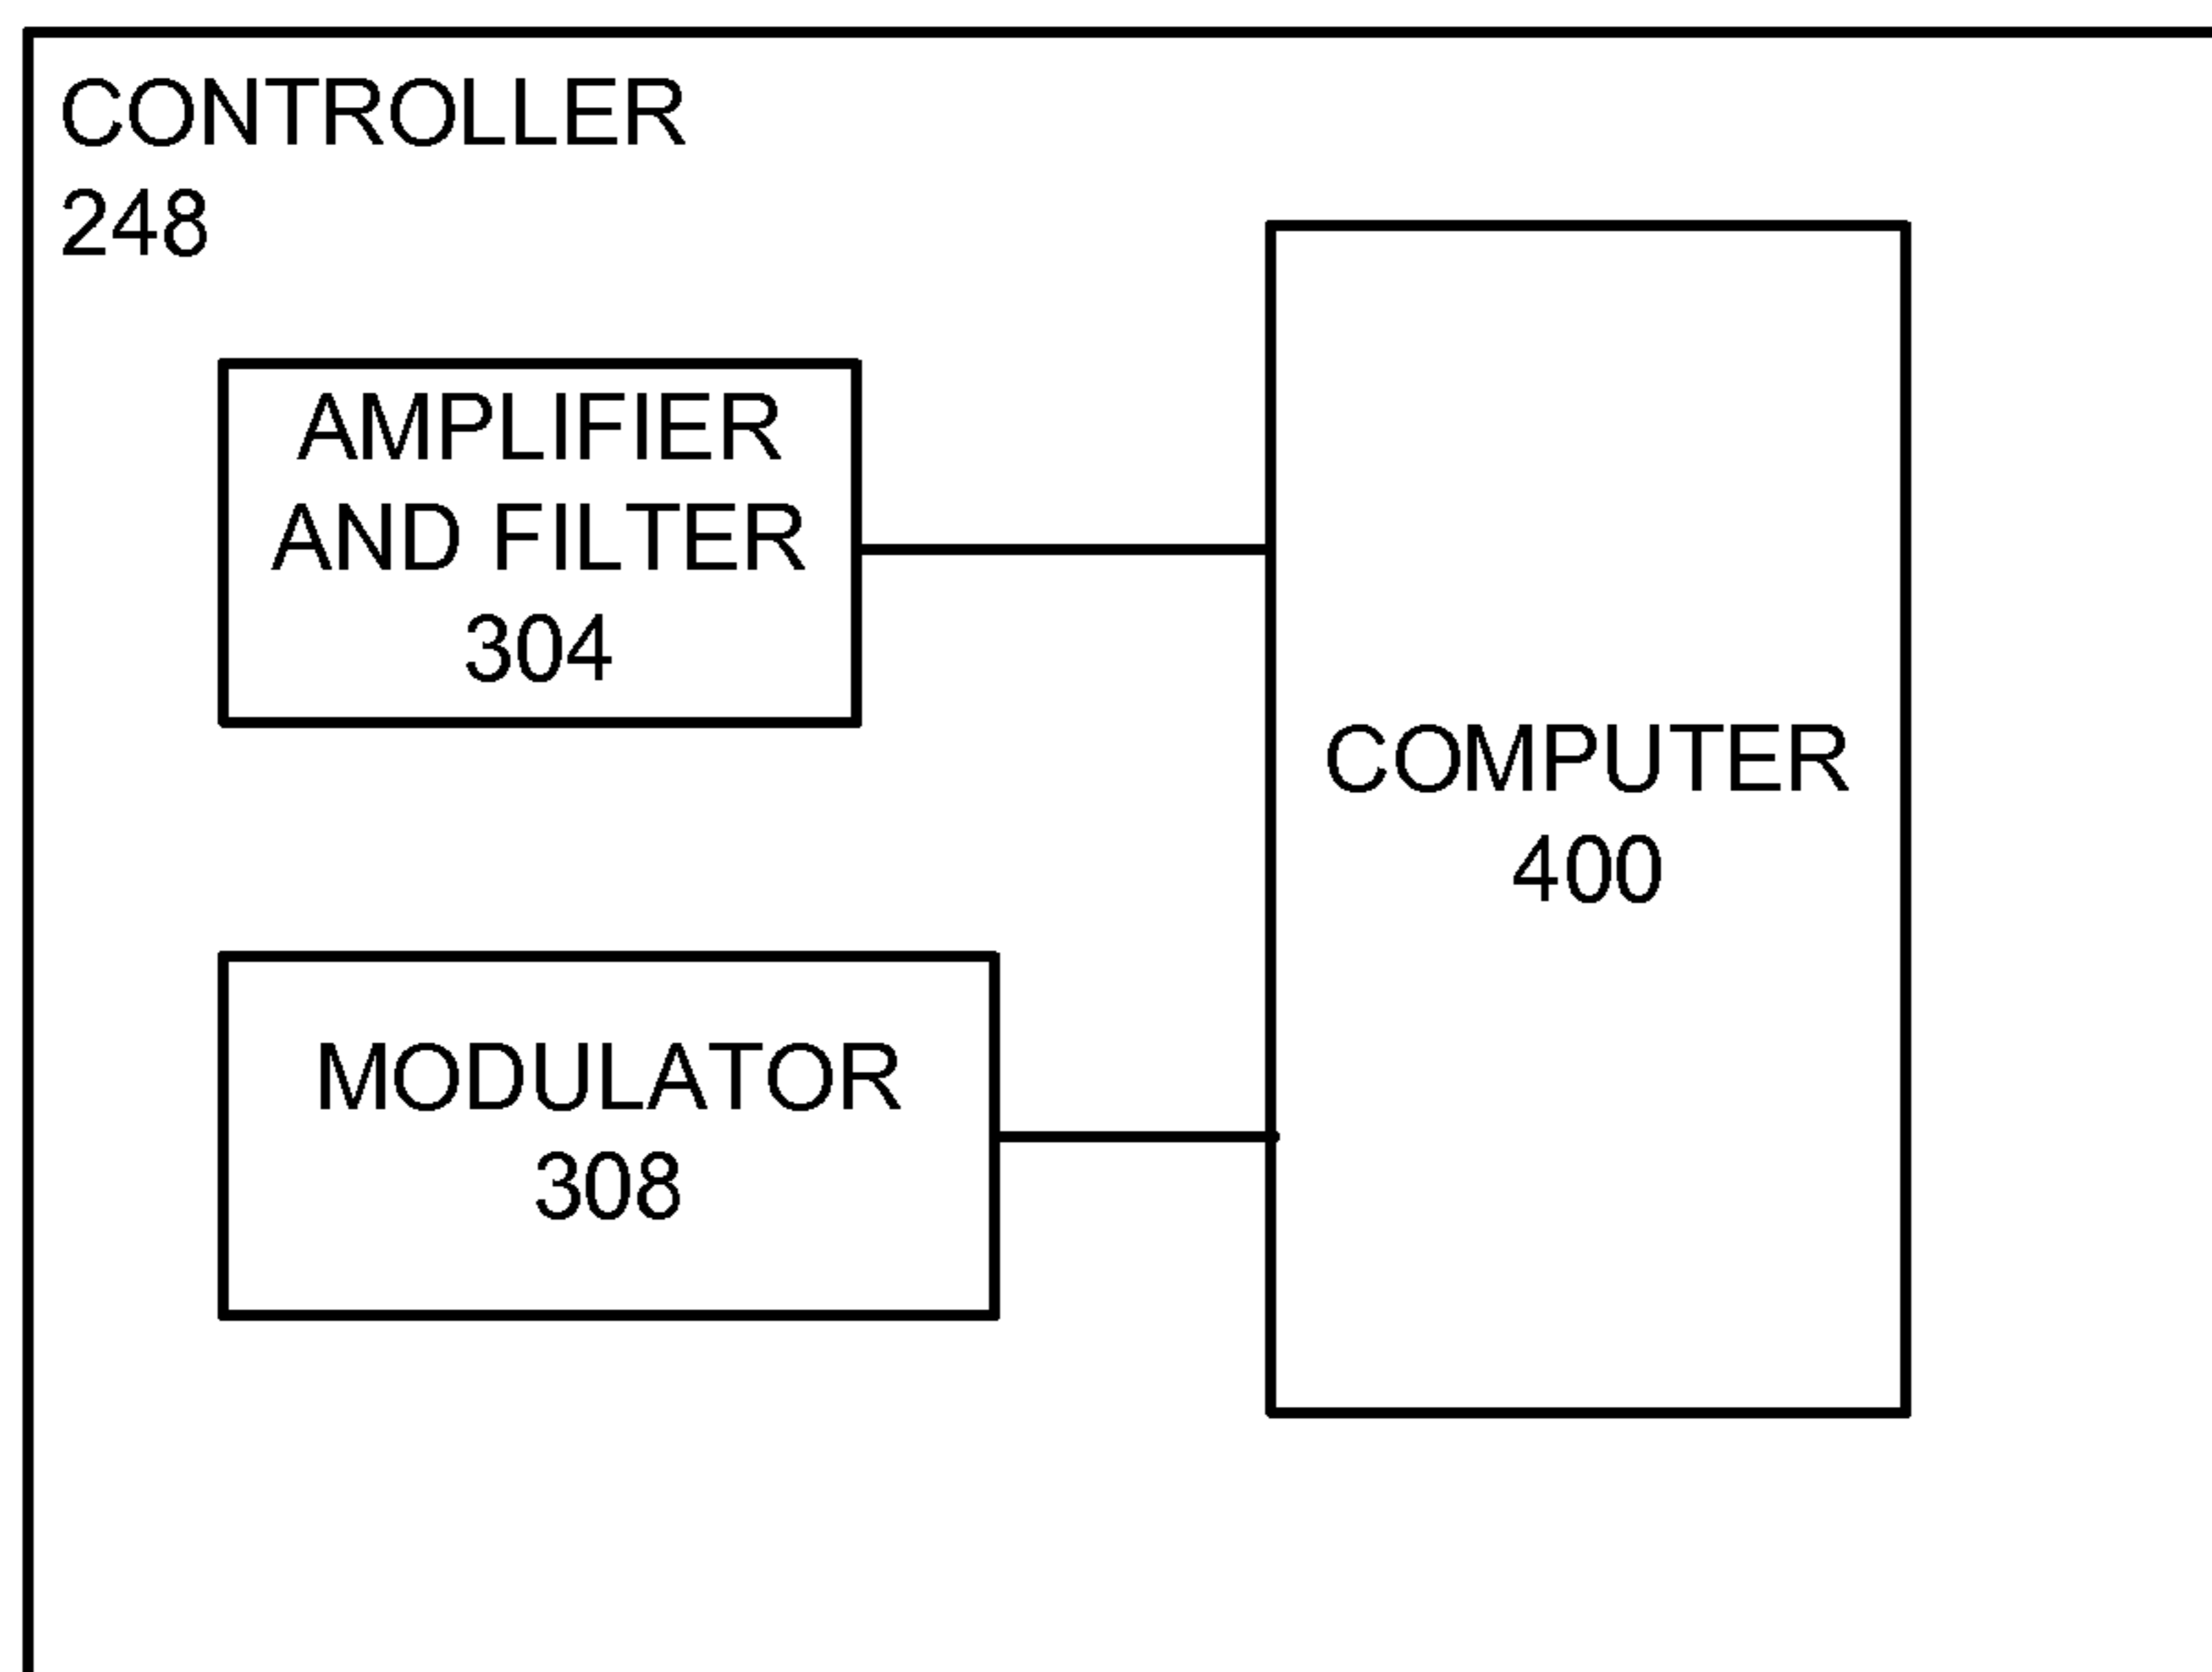 CONTROLLER
248
AMPLIFIER
AND FILTER
304
COMPUTER
400
MODULATOR
308